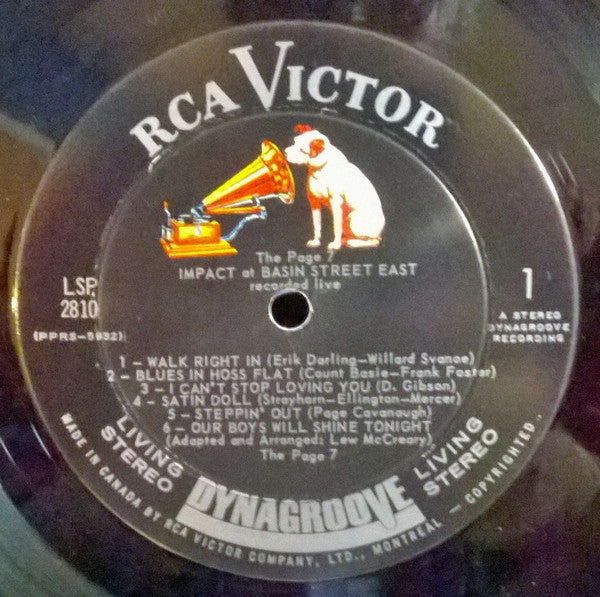 RCA VICTOR
The Page 7
IMPACT at BASIN STREET EAST
recorded live
LSP.
2810
(PPRS-5932)
1
A STEREO
DYNAGROOVE
RECORDING
1 – WALK RIGHT IN (Erik Darling–Willard Svanoe)
2 – BLUES IN HOSS FLAT (Count Basie–Frank Foster)
3 – I CAN'T STOP LOVING YOU (D. Gibson)
4 – SATIN DOLL (Strayhorn–Ellington–Mercer)
5 – STEPPIN' OUT (Page Cavanaugh)
6 – OUR BOYS WILL SHINE TONIGHT
(Adapted and Arranged: Lew McCreary)
The Page 7
LIVING
STEREO
DYNAGROOVE
LIVING
STEREO
MADE IN CANADA BY RCA VICTOR COMPANY, LTD., MONTREAL – COPYRIGHTED.